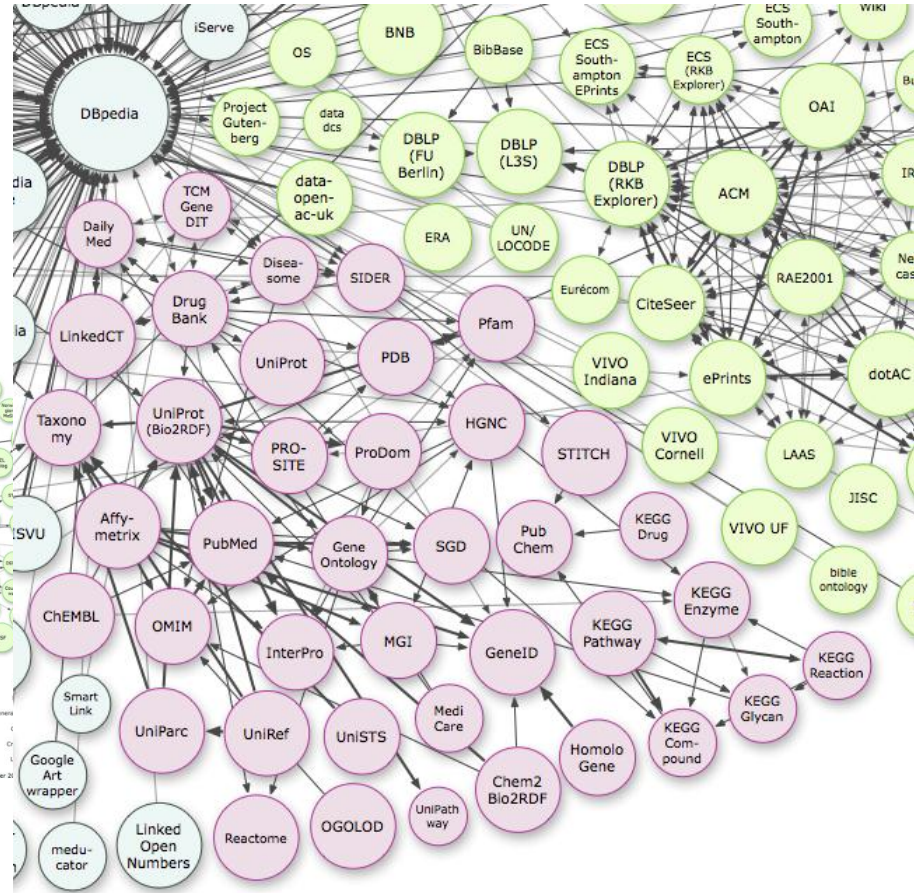 iServe
OS
BNB
BibBase
ECS
South-
ampton
EPrints
ECS
(RKB
Explorer)
ECS
South-
ampton
Wiki
DBpedia
Project
Guten-
berg
data
dcs
DBLP
(FU
Berlin)
DBLP
(L3S)
OAI
DBLP
(RKB
Explorer)
ACM
data-
open-
ac-uk
TCM
Gene
DIT
Daily
Med
ERA
UN/
LOCODE
Disea-
some
SIDER
Eurécom
CiteSeer
RAE2001
Drug
Bank
LinkedCT
Pfam
UniProt
PDB
VIVO
Indiana
ePrints
dotAC
Taxono
my
UniProt
(Bio2RDF)
HGNC
PRO-
SITE
ProDom
STITCH
VIVO
Cornell
LAAS
JISC
Affy-
metrix
PubMed
Gene
Ontology
SGD
Pub
Chem
KEGG
Drug
VIVO UF
bible
ontology
ChEMBL
OMIM
InterPro
MGI
GeneID
KEGG
Pathway
KEGG
Enzyme
KEGG
Reaction
Smart
Link
UniParc
UniRef
UniSTS
Medi
Care
KEGG
Glycan
KEGG
Com-
pound
Homolo
Gene
Chem2
Bio2RDF
Google
Art
wrapper
UniPath
way
OGOLOD
Reactome
Linked
Open
Numbers
medu-
cator